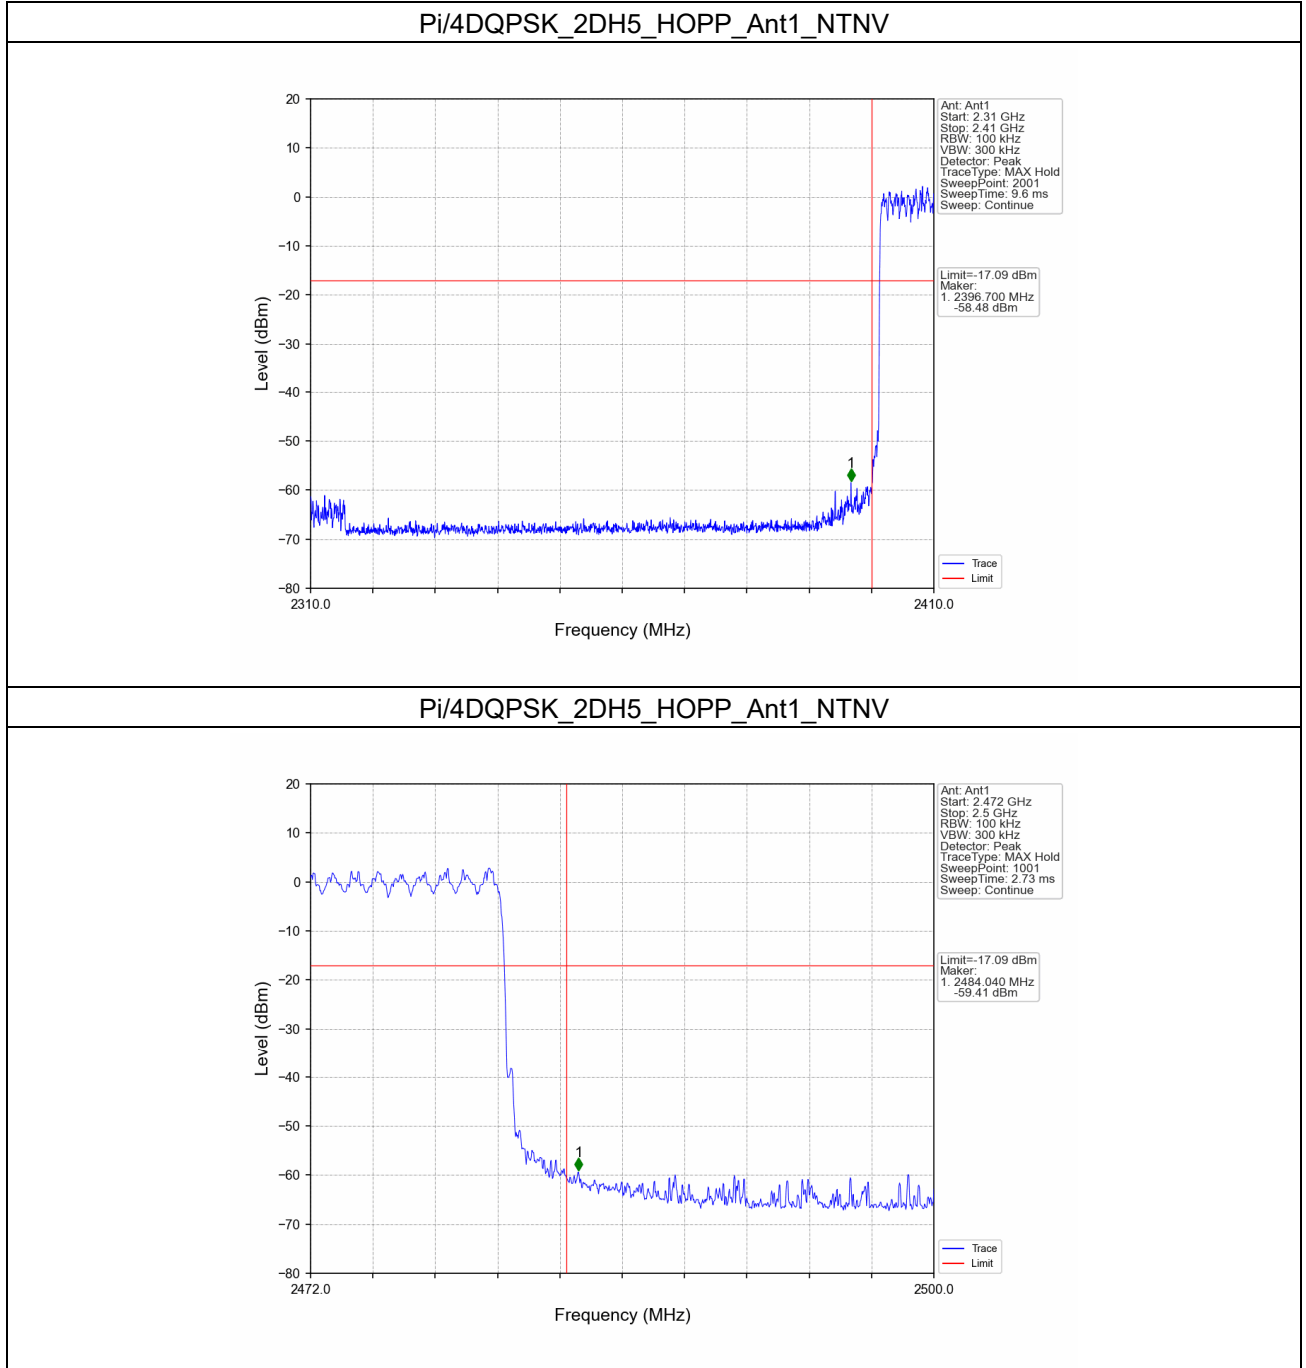 Pi/4DQPSK_2DH5_HOPP_Ant1_NTNV
20
10
0
−10
−20
−30
−40
−50
−60
−70
−80
Level (dBm)
1
2310.0
2410.0
Frequency (MHz)
Ant: Ant1
Start: 2.31 GHz
Stop: 2.41 GHz
RBW: 100 kHz
VBW: 300 kHz
Detector: Peak
TraceType: MAX Hold
SweepPoint: 2001
SweepTime: 9.6 ms
Sweep: Continue
Limit=-17.09 dBm
Maker:
1. 2396.700 MHz
-58.48 dBm
Trace
Limit
Pi/4DQPSK_2DH5_HOPP_Ant1_NTNV
20
10
0
−10
−20
−30
−40
−50
−60
−70
−80
Level (dBm)
1
2472.0
2500.0
Frequency (MHz)
Ant: Ant1
Start: 2.472 GHz
Stop: 2.5 GHz
RBW: 100 kHz
VBW: 300 kHz
Detector: Peak
TraceType: MAX Hold
SweepPoint: 1001
SweepTime: 2.73 ms
Sweep: Continue
Limit=-17.09 dBm
Maker:
1. 2484.040 MHz
-59.41 dBm
Trace
Limit